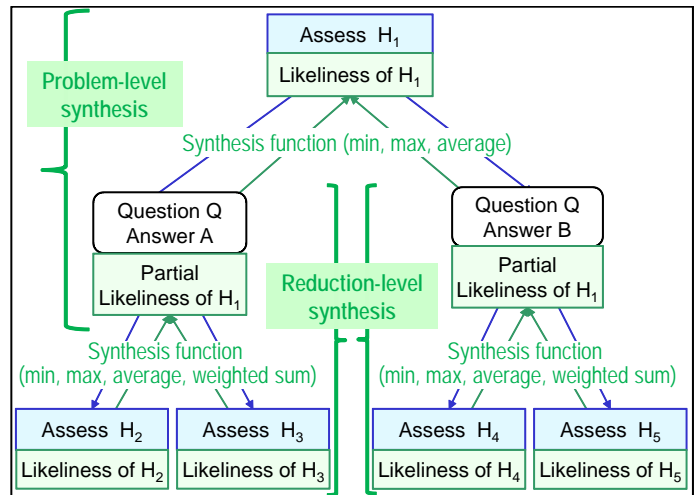 Assess H1
Likeliness of H1
Problem-level
synthesis
Synthesis function (min, max, average)
Question Q
Answer A
Partial
Likeliness of H1
Question Q
Answer B
Partial
Likeliness of H1
Reduction-level
synthesis
Synthesis function
(min, max, average, weighted sum)
Synthesis function
(min, max, average, weighted sum)
Assess H2
Likeliness of H2
Assess H3
Likeliness of H3
Assess H4
Likeliness of H4
Assess H5
Likeliness of H5